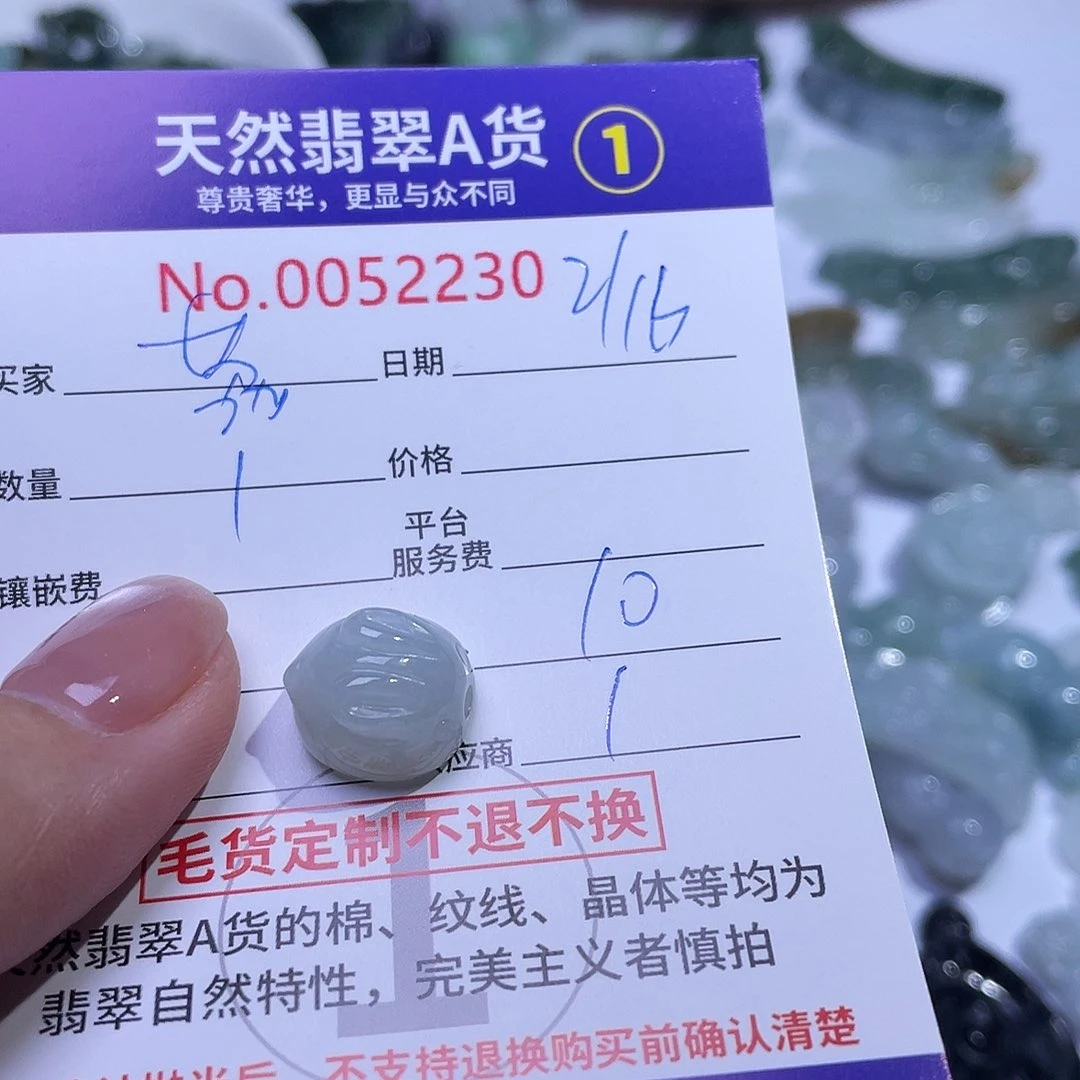 天然翡翠A货 1
尊贵奢华，更显与众不同
No.0052230 2/16
买家 日期
数量 1 价格
平台
镶嵌费 服务费 10
应商 1
毛货定制不退不换
然翡翠A货的棉、纹线、晶体等均为
翡翠自然特性，完美主义者慎拍
不支持退换购买前确认清楚
1